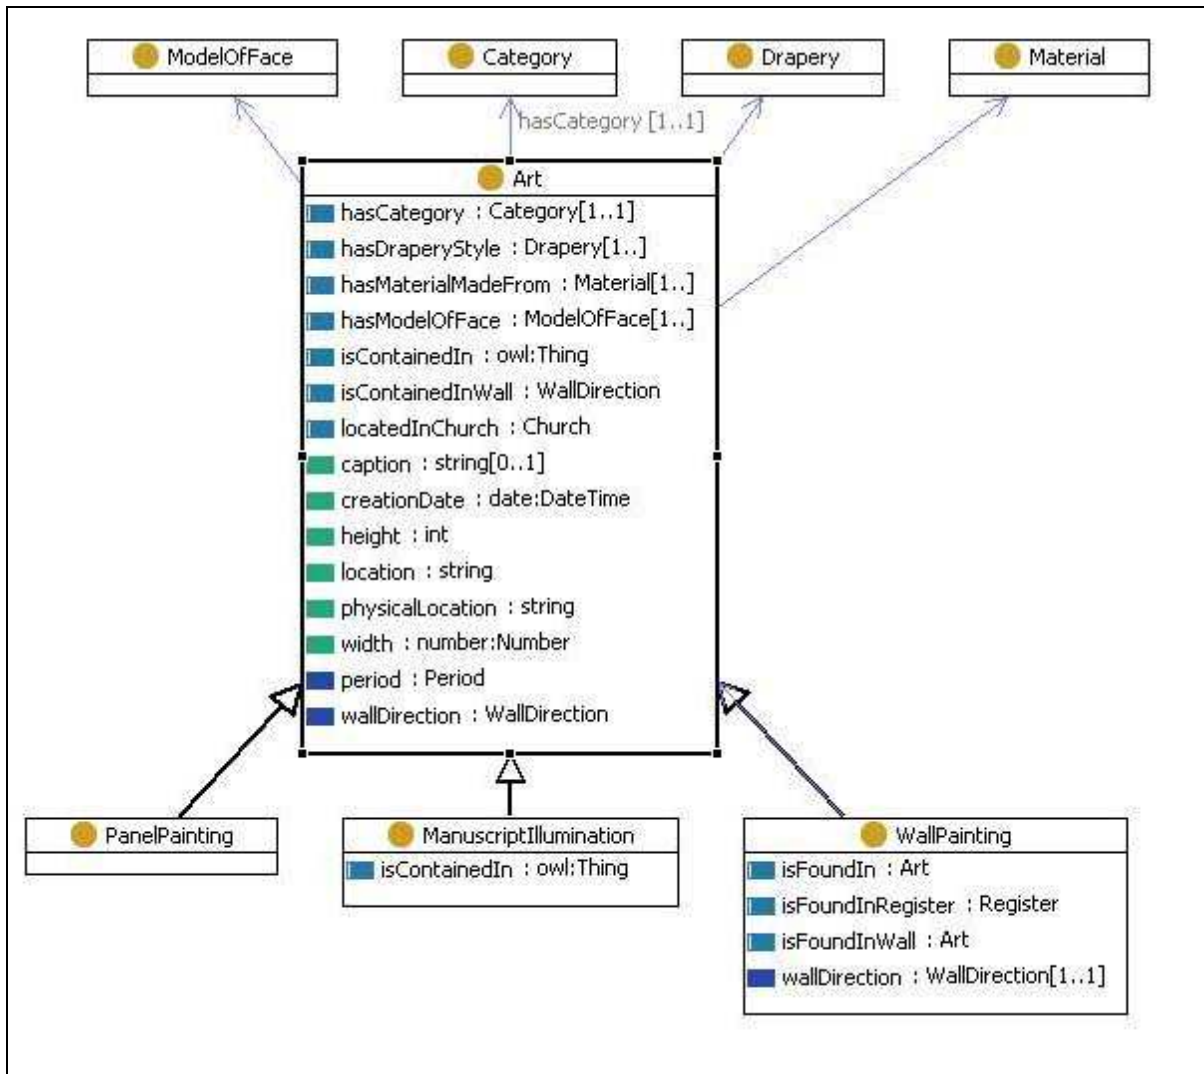 ModelOfFace
Category
Drapery
Material
hasCategory [1..1]
Art
hasCategory : Category[1..1]
hasDraperyStyle : Drapery[1..]
hasMaterialMadeFrom : Material[1..]
hasModelOfFace : ModelOfFace[1..]
isContainedIn : owl:Thing
isContainedInWall : WallDirection
locatedInChurch : Church
caption : string[0..1]
creationDate : date:DateTime
height : int
location : string
physicalLocation : string
width : number:Number
period : Period
wallDirection : WallDirection
PanelPainting
ManuscriptIllumination
isContainedIn : owl:Thing
WallPainting
isFoundIn : Art
isFoundInRegister : Register
isFoundInWall : Art
wallDirection : WallDirection[1..1]